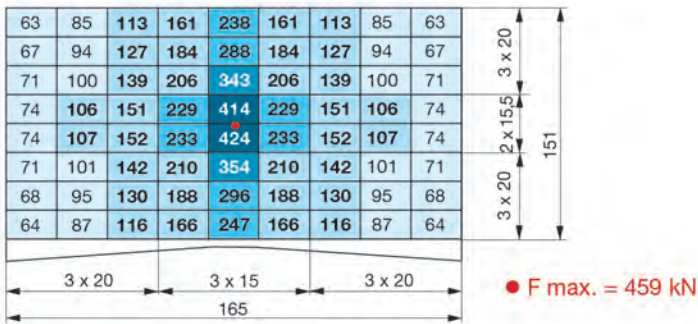 63 85 113 161 238 161 113 85 63
67 94 127 184 288 184 127 94 67
71 100 139 206 343 206 139 100 71
74 106 151 229 414 229 151 106 74
74 107 152 233 424 233 152 107 74
71 101 142 210 354 210 142 101 71
68 95 130 188 296 188 130 95 68
64 87 116 166 247 166 116 87 64
3 x 20
2 x 15,5
3 x 20
151
3 x 20 3 x 15 3 x 20
165
F max. = 459 kN